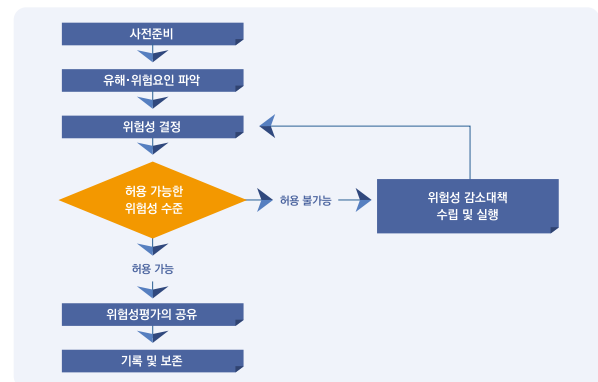 사전준비
유해·위험요인 파악
위험성 결정
허용 가능한
위험성 수준
허용 불가능
위험성 감소대책
수립 및 실행
허용 가능
위험성평가의 공유
기록 및 보존